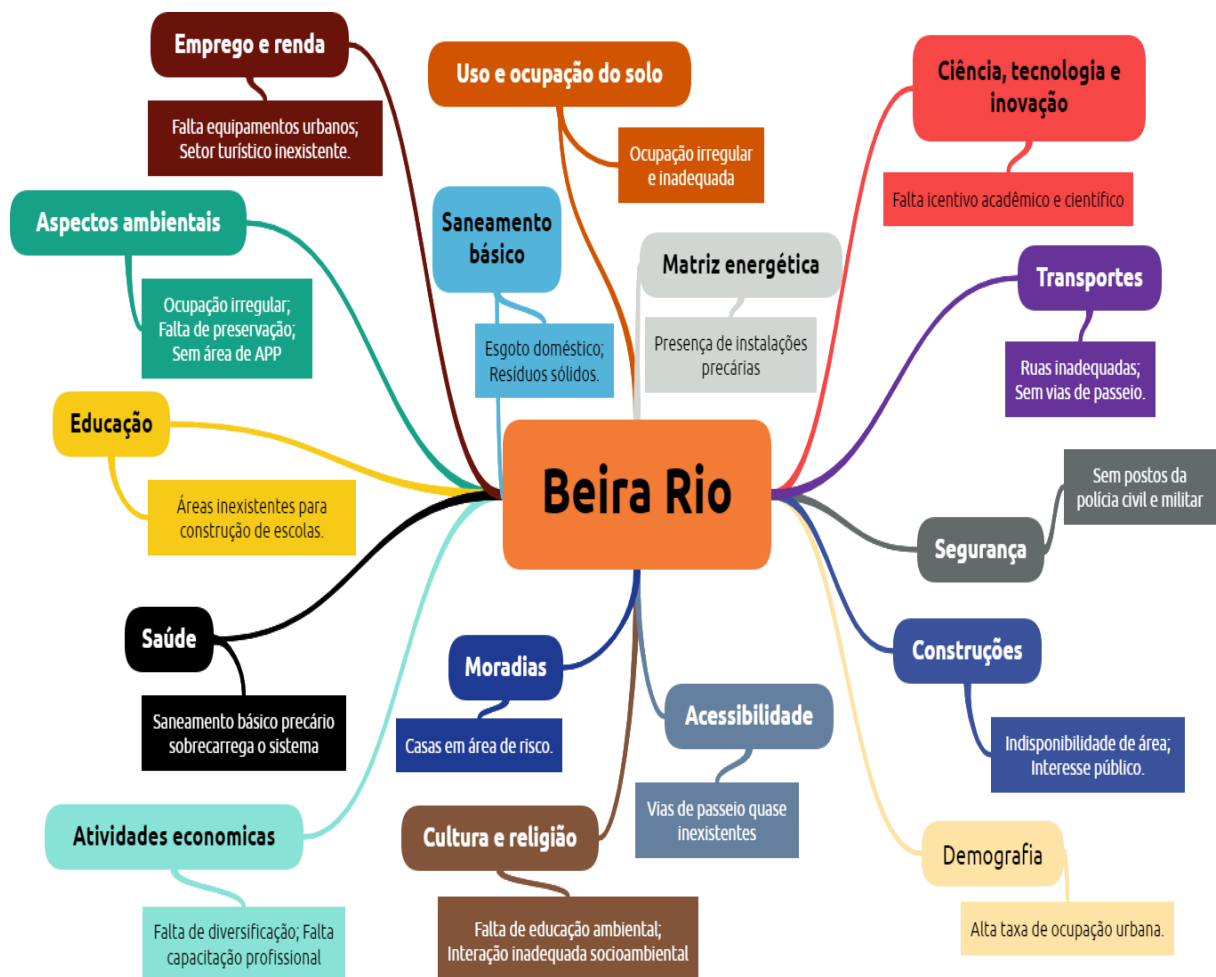 Emprego e renda
Falta equipamentos urbanos;
Setor turístico inexistente.
Uso e ocupação do solo
Ocupação irregular
e inadequada
Ciência, tecnologia e
inovação
Falta icentivo acadêmico e científico
Aspectos ambientais
Ocupação irregular;
Falta de preservação;
Sem área de APP
Saneamento
básico
Esgoto doméstico;
Resíduos sólidos.
Matriz energética
Presença de instalações
precárias
Transportes
Ruas inadequadas;
Sem vias de passeio.
Educação
Áreas inexistentes para
construção de escolas.
Beira Rio
Sem postos da
polícia civil e militar
Segurança
Saúde
Saneamento básico precário
sobrecarrega o sistema
Moradias
Casas em área de risco.
Acessibilidade
Vias de passeio quase
inexistentes
Construções
Indisponibilidade de área;
Interesse público.
Atividades economicas
Falta de diversificação; Falta
capacitação profissional
Cultura e religião
Falta de educação ambiental;
Interação inadequada socioambiental
Demografia
Alta taxa de ocupação urbana.